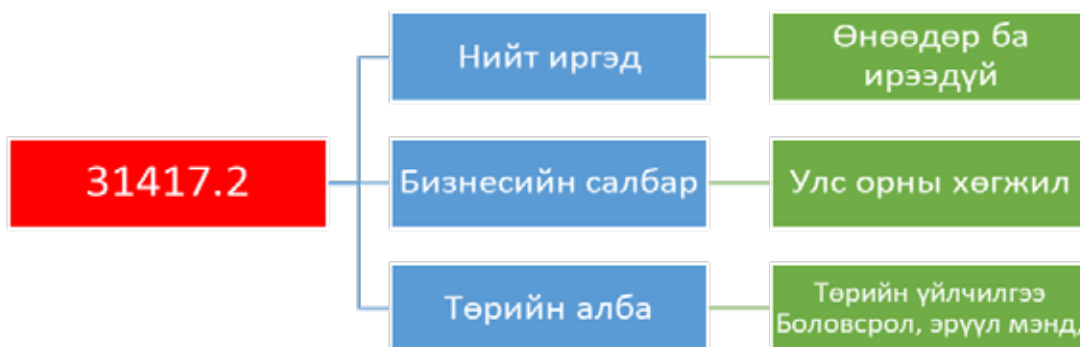 31417.2
Нийт иргэд
Өнөөдөр ба
ирээдүй
Бизнесийн салбар
Улс орны хөгжил
Төрийн алба
Төрийн үйлчилгээ
Боловсрол, эрүүл мэнд,